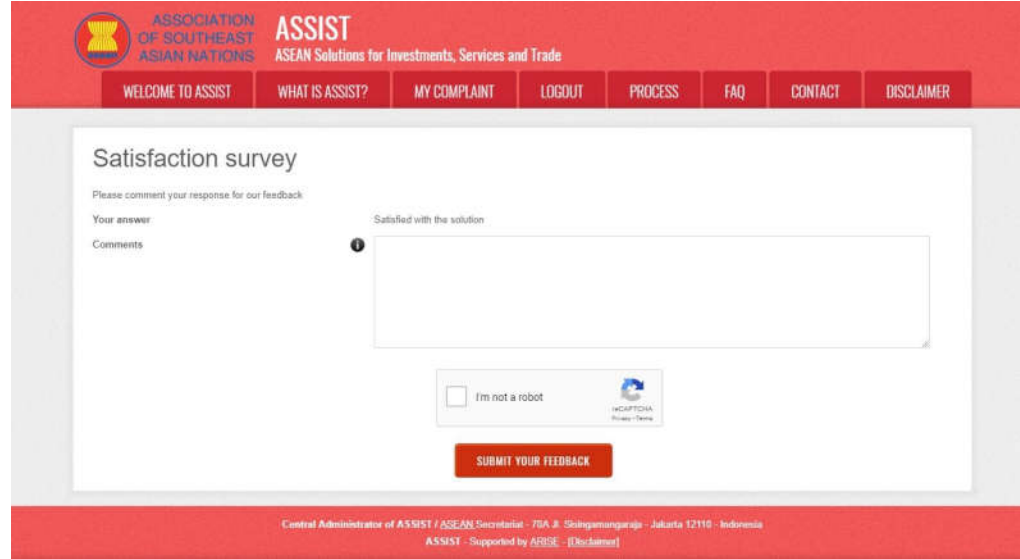 ASSOCIATION
OF SOUTHEAST
ASIAN NATIONS
ASSIST
ASEAN Solutions for Investments, Services and Trade
WELCOME TO ASSIST WHAT IS ASSIST? MY COMPLAINT LOGOUT PROCESS FAQ CONTACT DISCLAIMER
Satisfaction survey
Please comment your response for our feedback
Your answer Satisfied with the solution
Comments
I'm not a robot
reCAPTCHA
Privacy - Terms
SUBMIT YOUR FEEDBACK
Central Administrator of ASSIST / ASEAN Secretariat - 70A Jl. Sisingamangaraja - Jakarta 12110 - Indonesia
ASSIST - Supported by ARISE - [Disclaimer]